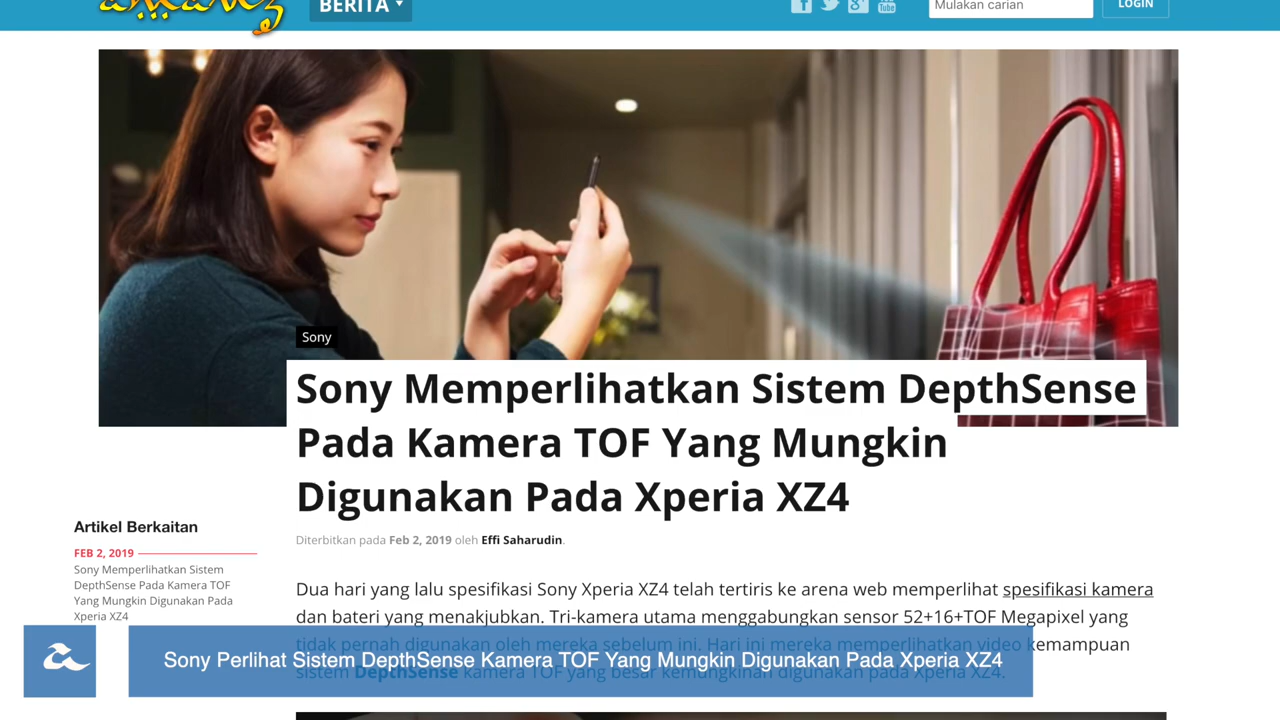 amanz
BERITA
Mulakan carian
LOGIN
Sony
Sony Memperlihatkan Sistem DepthSense
Pada Kamera TOF Yang Mungkin
Digunakan Pada Xperia XZ4
Diterbitkan pada Feb 2, 2019 oleh Effi Saharudin.
Artikel Berkaitan
FEB 2, 2019
Sony Memperlihatkan Sistem
DepthSense Pada Kamera TOF
Yang Mungkin Digunakan Pada
Xperia XZ4
Dua hari yang lalu spesifikasi Sony Xperia XZ4 telah tertiris ke arena web memperlihat spesifikasi kamera
dan bateri yang menakjubkan. Tri-kamera utama menggabungkan sensor 52+16+TOF Megapixel yang
tidak pernah digunakan oleh mereka sebelum ini. Hari ini mereka memperlihatkan video kemampuan
sistem DepthSense kamera TOF yang besar kemungkinan digunakan pada Xperia XZ4.
Sony Perlihat Sistem DepthSense Kamera TOF Yang Mungkin Digunakan Pada Xperia XZ4